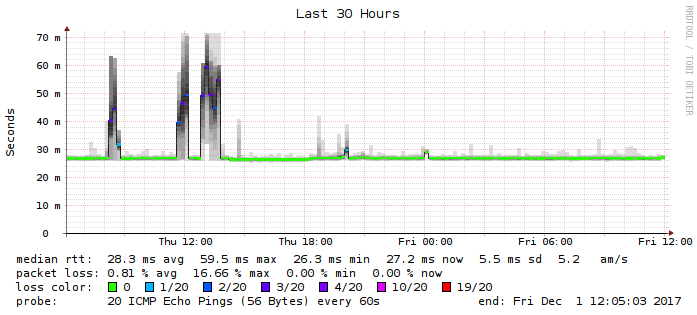 Last 30 Hours
RRDTOOL / TOBI OETIKER
Seconds
70 m
60 m
50 m
40 m
30 m
20 m
10 m
0
Thu 12:00 Thu 18:00 Fri 00:00 Fri 06:00 Fri 12:00
median rtt: 28.3 ms avg 59.5 ms max 26.3 ms min 27.2 ms now 5.5 ms sd 5.2 am/s
packet loss: 0.81 % avg 16.66 % max 0.00 % min 0.00 % now
loss color: 0 1/20 2/20 3/20 4/20 10/20 19/20
probe: 20 ICMP Echo Pings (56 Bytes) every 60s end: Fri Dec 1 12:05:03 2017